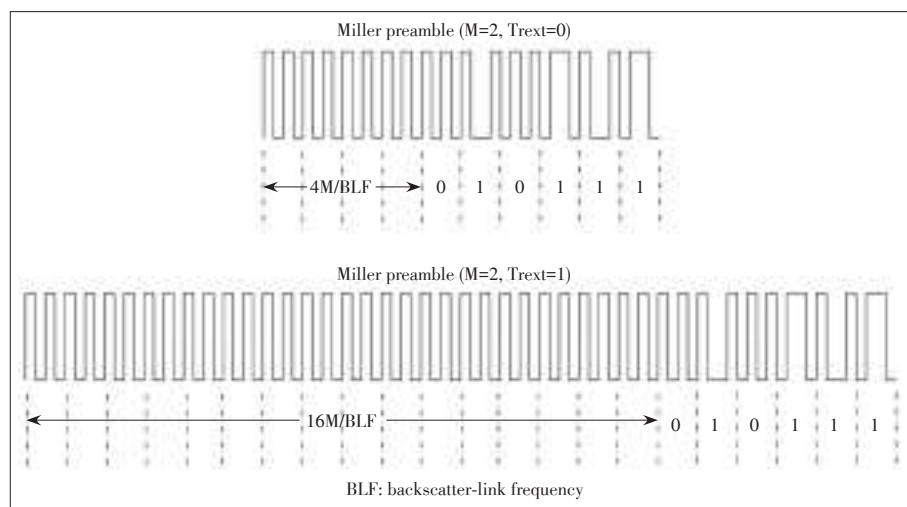 Miller preamble (M=2, Trext=0)
4M/BLF 0 1 0 1 1 1
Miller preamble (M=2, Trext=1)
16M/BLF 0 1 0 1 1 1
BLF: backscatter-link frequency